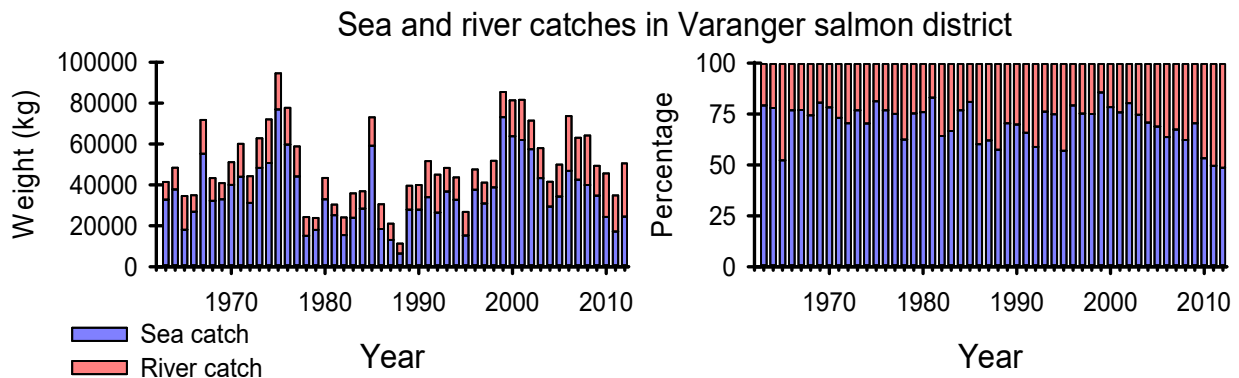 Sea and river catches in Varanger salmon district
Weight (kg)
100000
80000
60000
40000
20000
0
1970 1980 1990 2000 2010
Year
Percentage
100
75
50
25
0
1970 1980 1990 2000 2010
Year
Sea catch
River catch